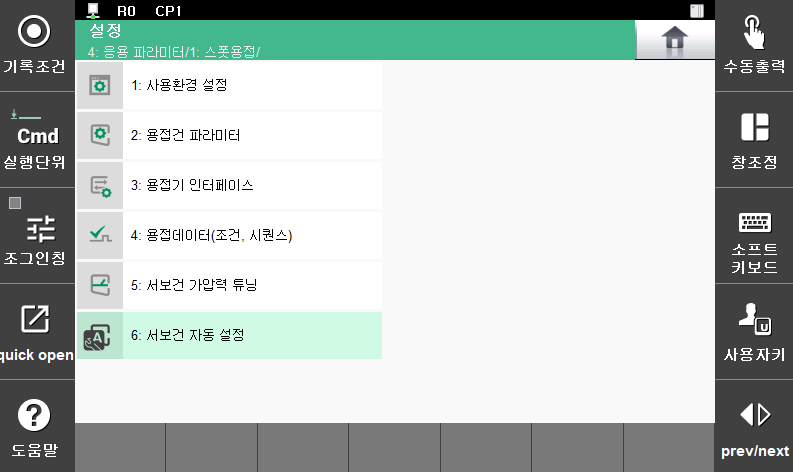 R0 CP1
설정
4: 응용 파라미터/1: 스폿용접/
기록조건
Cmd
실행단위
조그인칭
quick open
도움말
1: 사용환경 설정
2: 용접건 파라미터
3: 용접기 인터페이스
4: 용접데이터(조건, 시퀀스)
5: 서보건 가압력 튜닝
6: 서보건 자동 설정
수동출력
창조정
소프트
키보드
U
사용자키
prev/next